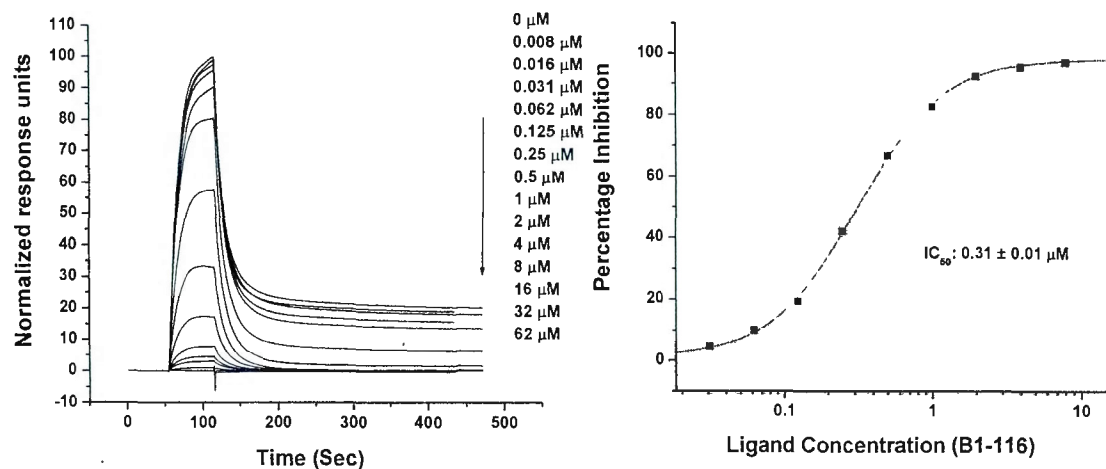 Normalized response units
110
100
90
80
70
60
50
40
30
20
10
0
-10
0
100
200
300
400
500
Time (Sec)
0 μM
0.008 μM
0.016 μM
0.031 μM
0.062 μM
0.125 μM
0.25 μM
0.5 μM
1 μM
2 μM
4 μM
8 μM
16 μM
32 μM
62 μM
Percentage Inhibition
100
80
60
40
20
0
IC50: 0.31 ± 0.01 μM
0.1
1
10
Ligand Concentration (B1-116)